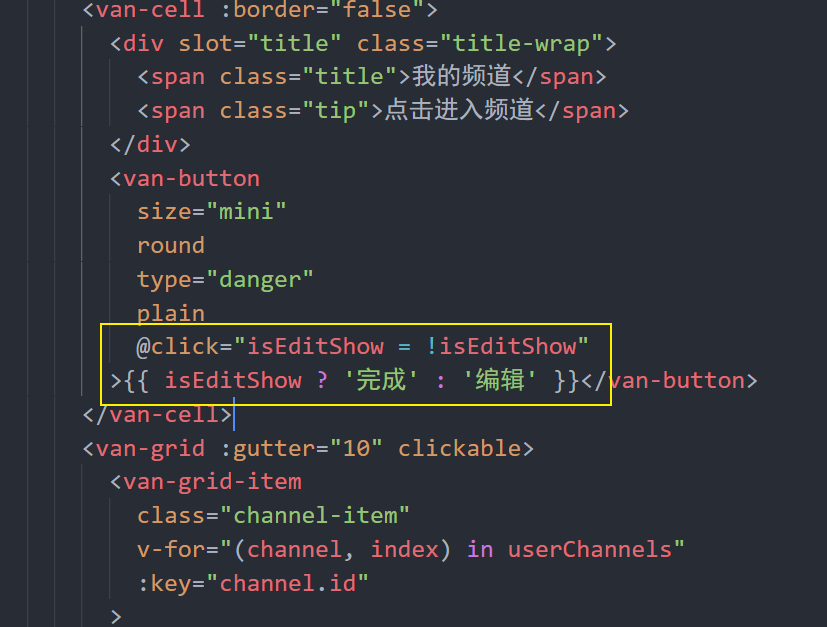 <van-cell :border="false">
<div slot="title" class="title-wrap">
<span class="title">我的频道</span>
<span class="tip">点击进入频道</span>
</div>
<van-button
size="mini"
round
type="danger"
plain
@click="isEditShow = !isEditShow"
>{{ isEditShow ? '完成' : '编辑' }}</van-button>
</van-cell>
<van-grid :gutter="10" clickable>
<van-grid-item
class="channel-item"
v-for="(channel, index) in userChannels"
:key="channel.id"
>